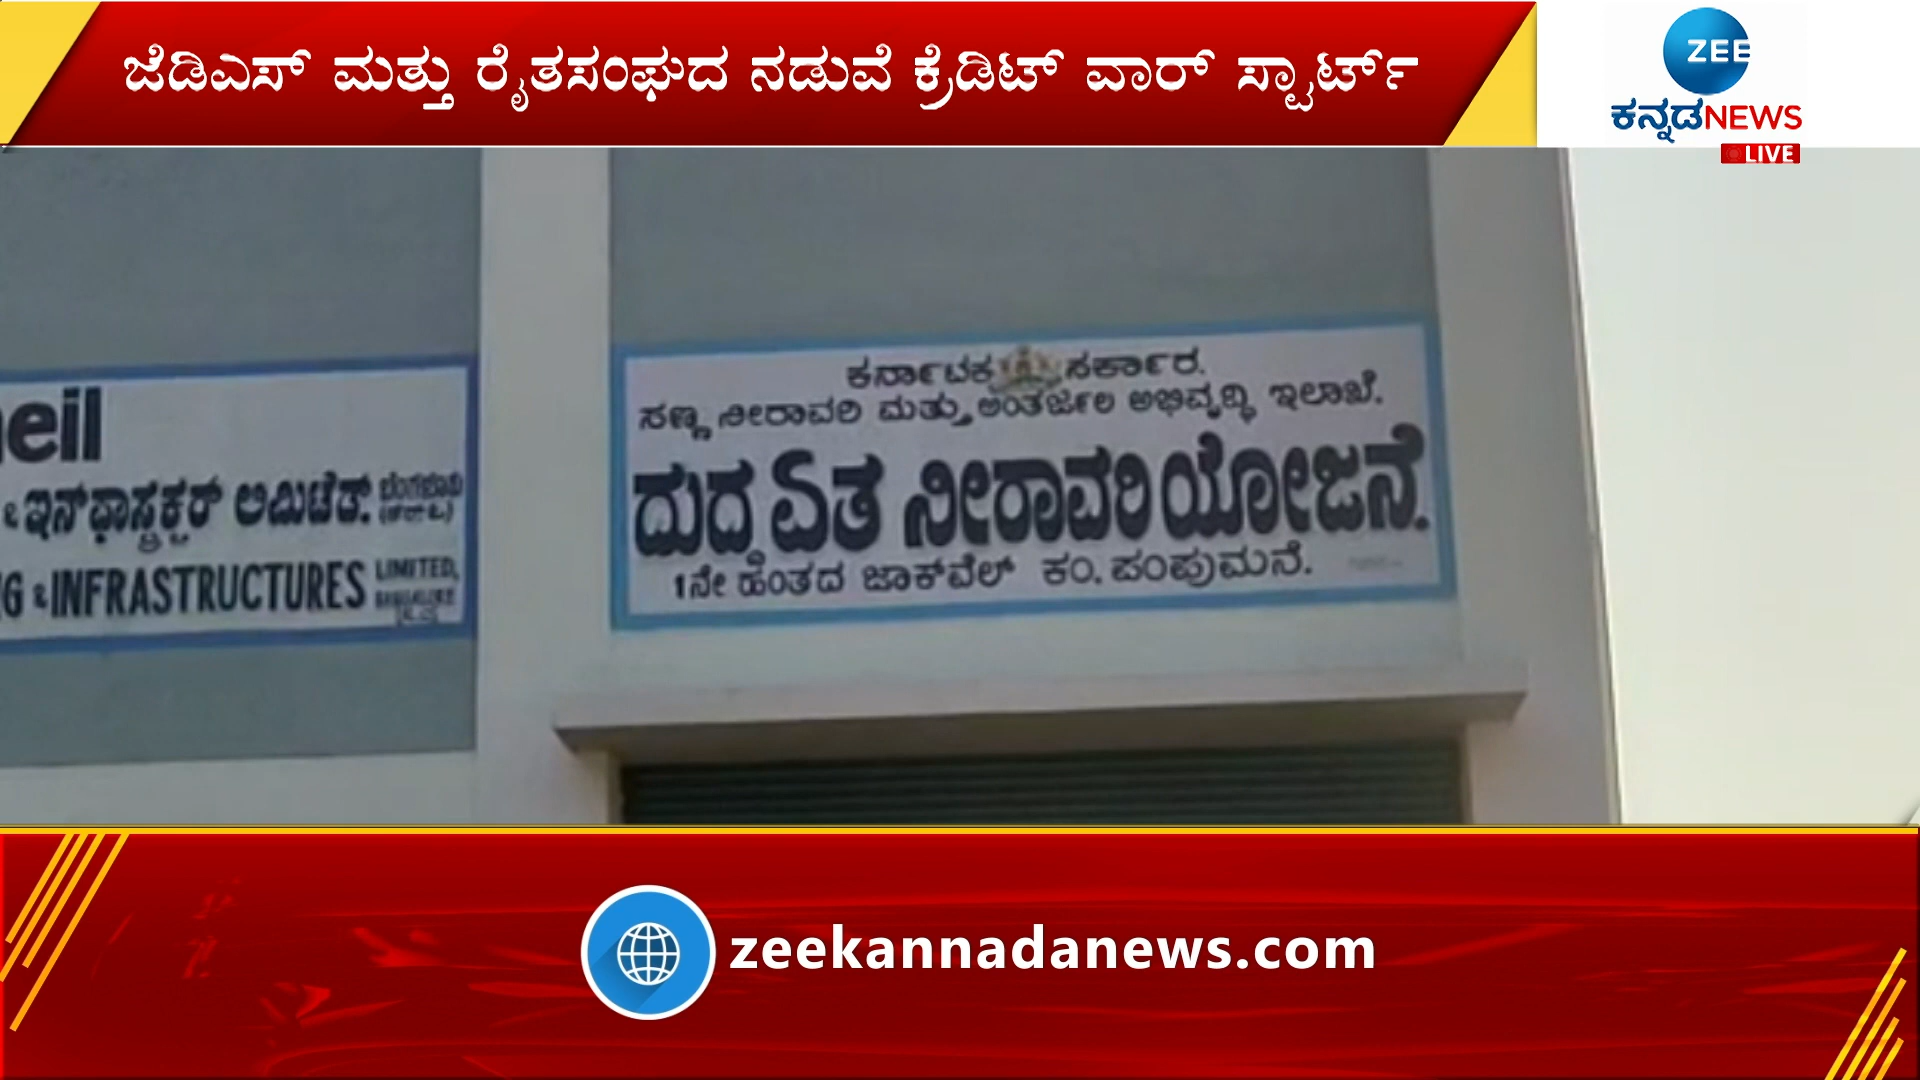 ಜೆಡಿಎಸ್ ಮತ್ತು ರೈತಸಂಘದ ನಡುವೆ ಕ್ರೆಡಿಟ್ ವಾರ್ ಸ್ಟಾರ್ಟ್
ZEE
ಕನ್ನಡNEWS
LIVE
ಕರ್ನಾಟಕ ಸರ್ಕಾರ.
ಸಣ್ಣ ನೀರಾವರಿ ಮತ್ತು ಅಂತರ್ಜಲ ಅಭಿವೃದ್ಧಿ ಇಲಾಖೆ.
ದುದ್ದ ಏತ ನೀರಾವರಿ ಯೋಜನೆ.
1ನೇ ಹಂತದ ಜಾಕ್‌ವೆಲ್ ಕಂ. ಪಂಪುಮನೆ.
eil
& ಇನ್‌ಫ್ರಾಸ್ಟ್ರಕ್ಚರ್ ಲಿಮಿಟೆಡ್.
G & INFRASTRUCTURES LIMITED,
zeekannadanews.com